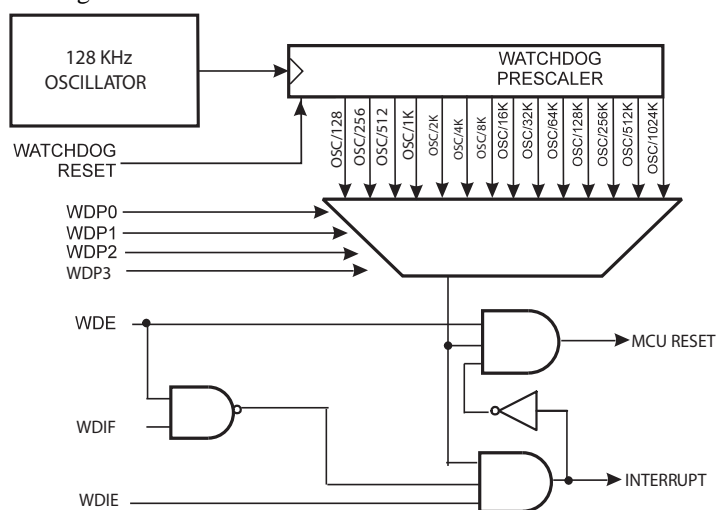 128 KHz
OSCILLATOR
WATCHDOG
PRESCALER
WATCHDOG
RESET
OSC/128
OSC/256
OSC/512
OSC/1K
OSC/2K
OSC/4K
OSC/8K
OSC/16K
OSC/32K
OSC/64K
OSC/128K
OSC/256K
OSC/512K
OSC/1024K
WDP0
WDP1
WDP2
WDP3
WDE
MCU RESET
WDIF
INTERRUPT
WDIE